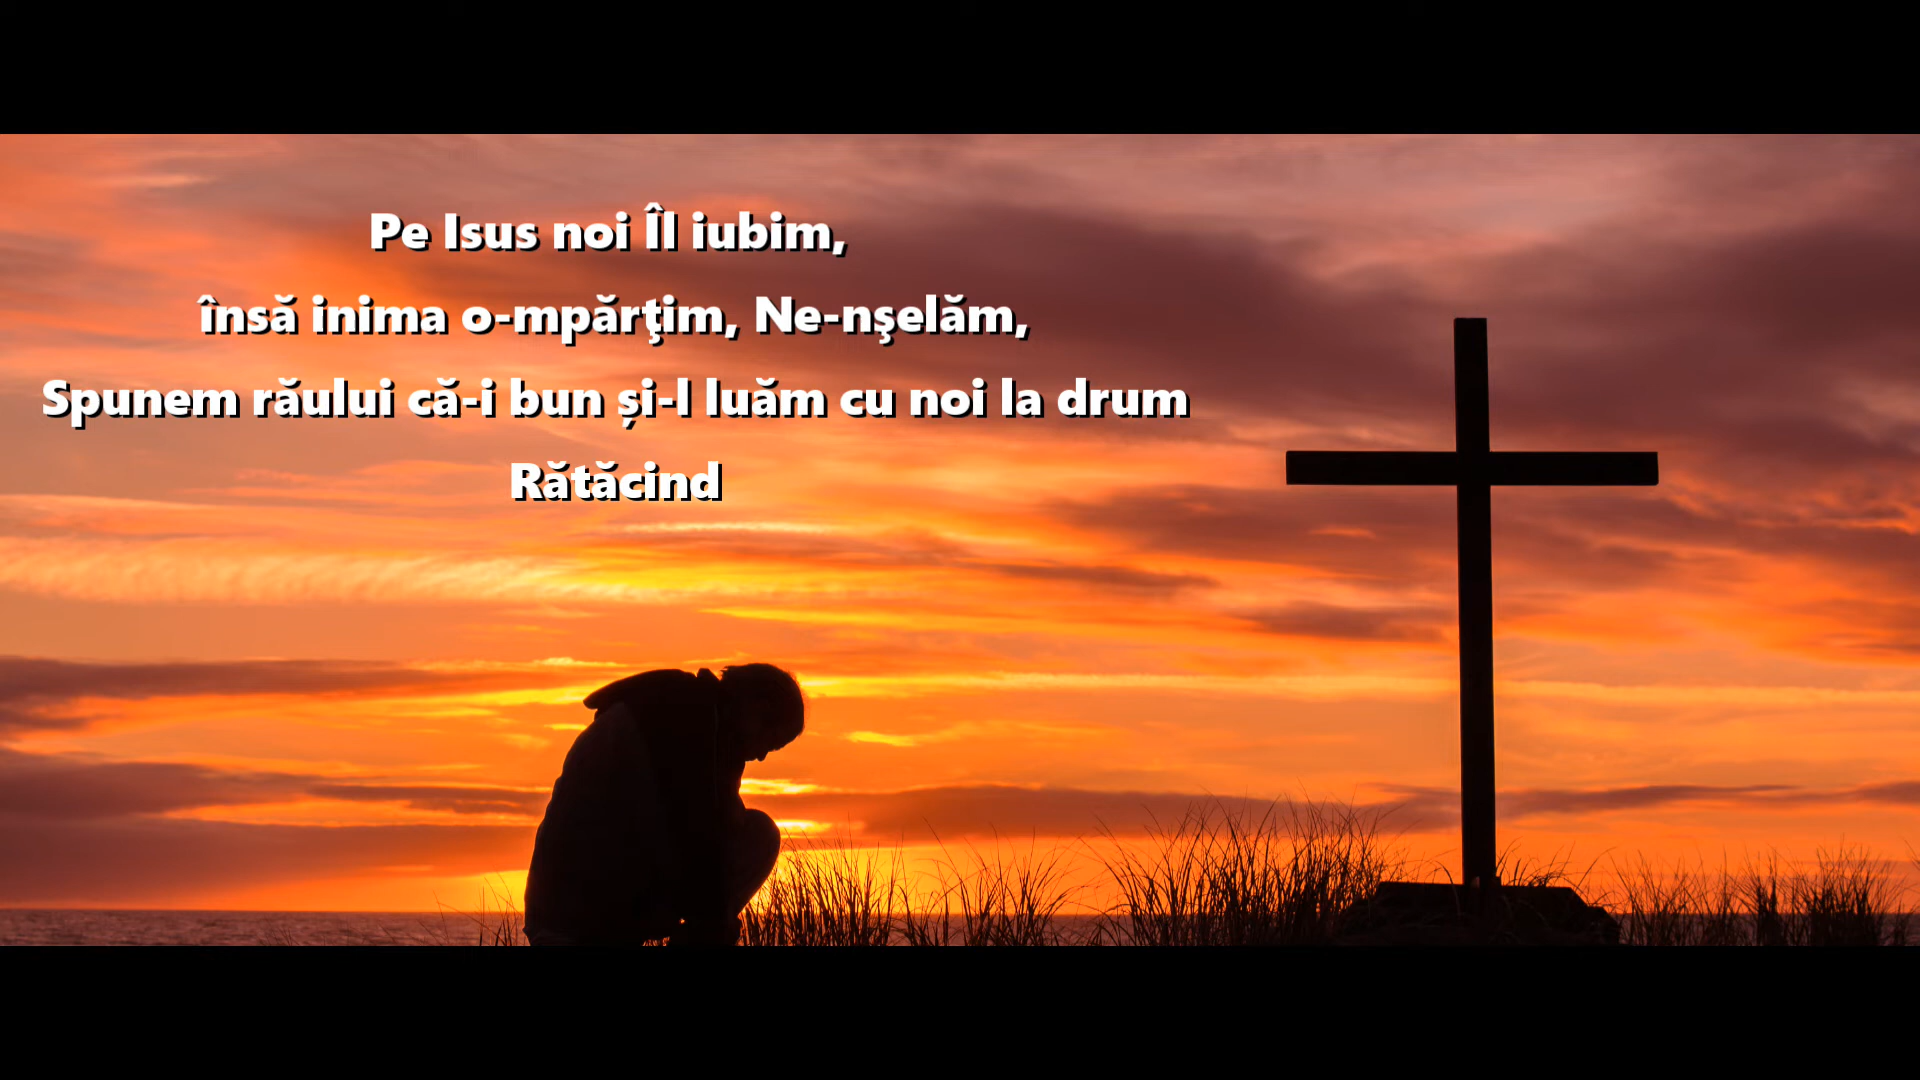 Pe Isus noi Îl iubim,
însă inima o-mpărţim, Ne-nşelăm,
Spunem răului că-i bun și-l luăm cu noi la drum
Rătăcind